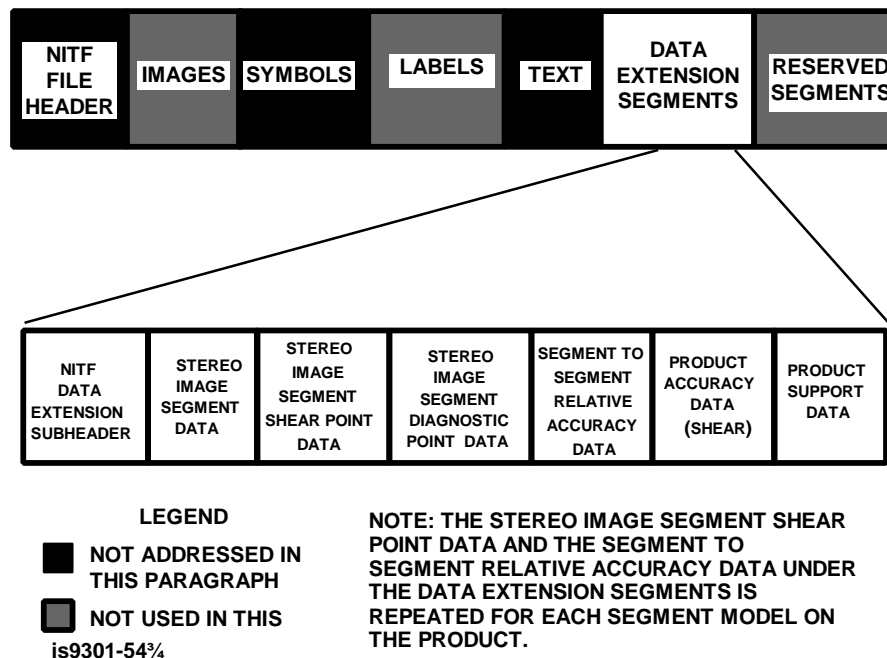 NITF
FILE
HEADER
IMAGES
SYMBOLS
LABELS
TEXT
DATA
EXTENSION
SEGMENTS
RESERVED
SEGMENTS
NITF
DATA
EXTENSION
SUBHEADER
STEREO
IMAGE
SEGMENT
DATA
STEREO
IMAGE
SEGMENT
SHEAR POINT
DATA
STEREO
IMAGE
SEGMENT
DIAGNOSTIC
POINT DATA
SEGMENT TO
SEGMENT
RELATIVE
ACCURACY
DATA
PRODUCT
ACCURACY
DATA
(SHEAR)
PRODUCT
SUPPORT
DATA
LEGEND
NOT ADDRESSED IN
THIS PARAGRAPH
NOT USED IN THIS
is9301-54¾
NOTE: THE STEREO IMAGE SEGMENT SHEAR
POINT DATA AND THE SEGMENT TO
SEGMENT RELATIVE ACCURACY DATA UNDER
THE DATA EXTENSION SEGMENTS IS
REPEATED FOR EACH SEGMENT MODEL ON
THE PRODUCT.